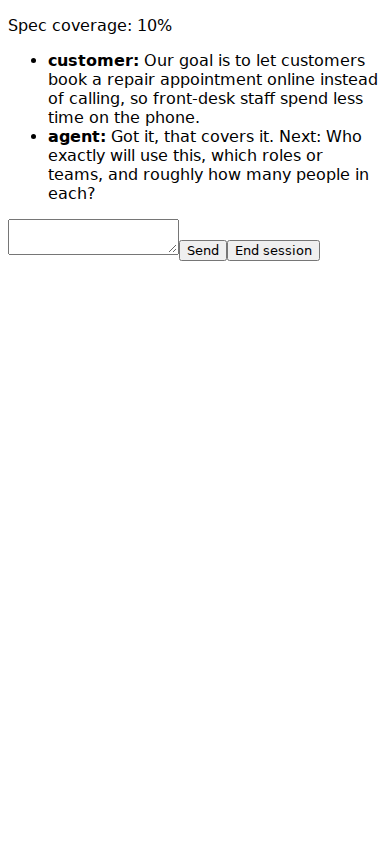 Spec coverage: 10%
customer: Our goal is to let customers
book a repair appointment online instead
of calling, so front-desk staff spend less
time on the phone.
agent: Got it, that covers it. Next: Who
exactly will use this, which roles or
teams, and roughly how many people in
each?
Send End session